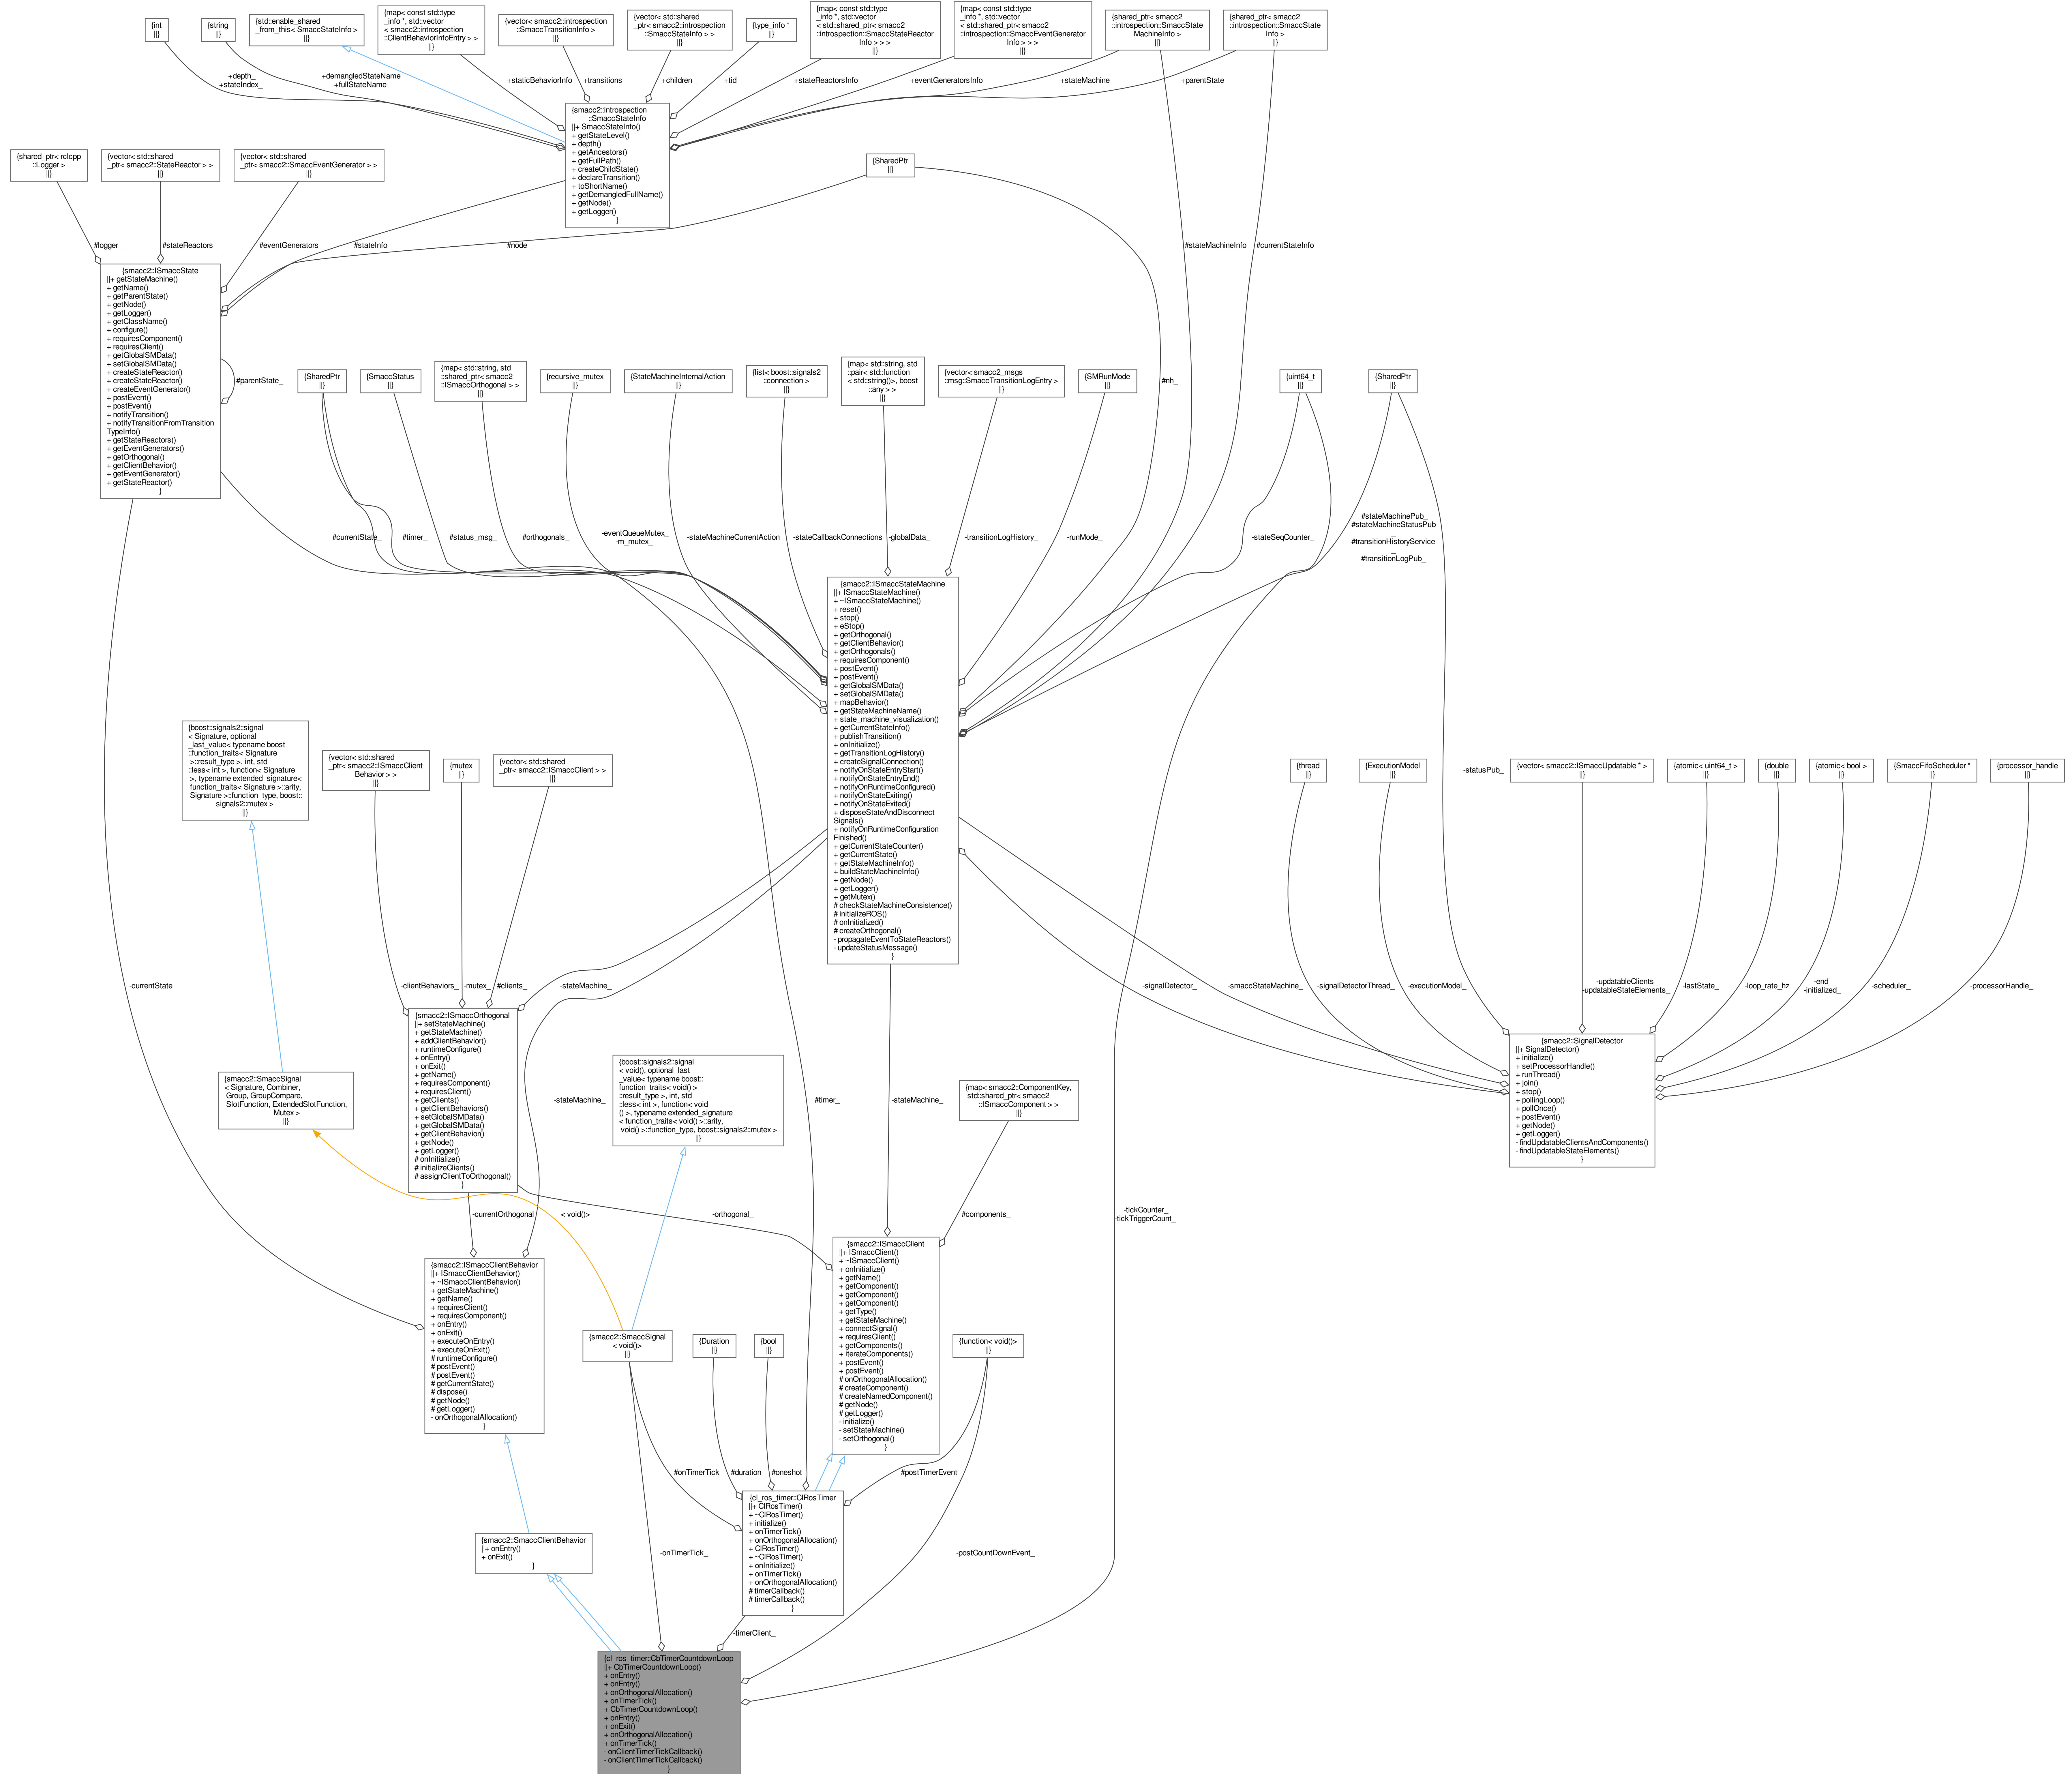 {int
||}
{string
||}
{std::enable_shared
_from_this< SmaccStateInfo >
||}
{map< const std::type
_info *, std::vector
< smacc2::introspection
::ClientBehaviorInfoEntry > >
||}
{vector< smacc2::introspection
::SmaccTransitionInfo >
||}
{vector< std::shared
_ptr< smacc2::introspection
::SmaccStateInfo > >
||}
{type_info *
||}
{map< const std::type
_info *, std::vector
< std::shared_ptr< smacc2
::introspection::SmaccStateReactor
Info > > >
||}
{map< const std::type
_info *, std::vector
< std::shared_ptr< smacc2
::introspection::SmaccEventGenerator
Info > > >
||}
{shared_ptr< smacc2
::introspection::SmaccState
MachineInfo >
||}
{shared_ptr< smacc2
::introspection::SmaccState
Info >
||}
+depth_
+stateIndex_
+demangledStateName
+fullStateName
+staticBehaviorInfo
+transitions_
+children_
+tid_
+stateReactorsInfo
+eventGeneratorsInfo
+stateMachine_
+parentState_
{smacc2::introspection
::SmaccStateInfo
||+ SmaccStateInfo()
+ getStateLevel()
+ depth()
+ getAncestors()
+ getFullPath()
+ createChildState()
+ declareTransition()
+ toShortName()
+ getDemangledFullName()
+ getNode()
+ getLogger()
}
{shared_ptr< rclcpp
::Logger >
||}
{vector< std::shared
_ptr< smacc2::StateReactor > >
||}
{vector< std::shared
_ptr< smacc2::SmaccEventGenerator > >
||}
{SharedPtr
||}
#logger_
#stateReactors_
#eventGenerators_
#stateInfo_
#node_
#stateMachineInfo_
#currentStateInfo_
{smacc2::ISmaccState
||+ getStateMachine()
+ getName()
+ getParentState()
+ getNode()
+ getLogger()
+ getClassName()
+ configure()
+ requiresComponent()
+ requiresClient()
+ getGlobalSMData()
+ setGlobalSMData()
+ createStateReactor()
+ createStateReactor()
+ createEventGenerator()
+ postEvent()
+ postEvent()
+ notifyTransition()
+ notifyTransitionFromTransition
TypeInfo()
+ getStateReactors()
+ getEventGenerators()
+ getOrthogonal()
+ getClientBehavior()
+ getEventGenerator()
+ getStateReactor()
}
#parentState_
{SharedPtr
||}
{SmaccStatus
||}
{map< std::string, std
::shared_ptr< smacc2
::ISmaccOrthogonal > >
||}
{recursive_mutex
||}
{StateMachineInternalAction
||}
{list< boost::signals2
::connection >
||}
{map< std::string, std
::pair< std::function
< std::string()>, boost
::any > >
||}
{vector< smacc2_msgs
::msg::SmaccTransitionLogEntry >
||}
{SMRunMode
||}
#nh_
{uint64_t
||}
{SharedPtr
||}
#currentState_
#timer_
#status_msg_
#orthogonals_
-eventQueueMutex_
-m_mutex_
-stateMachineCurrentAction
-stateCallbackConnections
-globalData_
-transitionLogHistory_
-runMode_
-stateSeqCounter_
#stateMachinePub_
#stateMachineStatusPub
_
#transitionHistoryService
_
#transitionLogPub_
{smacc2::ISmaccStateMachine
||+ ISmaccStateMachine()
+ ~ISmaccStateMachine()
+ reset()
+ stop()
+ eStop()
+ getOrthogonal()
+ getClientBehavior()
+ getOrthogonals()
+ requiresComponent()
+ postEvent()
+ postEvent()
+ getGlobalSMData()
+ setGlobalSMData()
+ mapBehavior()
+ getStateMachineName()
+ state_machine_visualization()
+ getCurrentStateInfo()
+ publishTransition()
+ onInitialize()
+ getTransitionLogHistory()
+ createSignalConnection()
+ notifyOnStateEntryStart()
+ notifyOnStateEntryEnd()
+ notifyOnRuntimeConfigured()
+ notifyOnStateExiting()
+ notifyOnStateExited()
+ disposeStateAndDisconnect
Signals()
+ notifyOnRuntimeConfiguration
Finished()
+ getCurrentStateCounter()
+ getCurrentState()
+ getStateMachineInfo()
+ buildStateMachineInfo()
+ getNode()
+ getLogger()
+ getMutex()
# checkStateMachineConsistence()
# initializeROS()
# onInitialized()
# createOrthogonal()
- propagateEventToStateReactors()
- updateStatusMessage()
}
{boost::signals2::signal
< Signature, optional
_last_value< typename boost
::function_traits< Signature
>::result_type >, int, std
::less< int >, function< Signature
>, typename extended_signature<
function_traits< Signature >::arity,
Signature >::function_type, boost::
signals2::mutex >
||}
{vector< std::shared
_ptr< smacc2::ISmaccClient
Behavior > >
||}
{mutex
||}
{vector< std::shared
_ptr< smacc2::ISmaccClient > >
||}
{thread
||}
{ExecutionModel
||}
-statusPub_
{vector< smacc2::ISmaccUpdatable * >
||}
{atomic< uint64_t >
||}
{double
||}
{atomic< bool >
||}
{SmaccFifoScheduler *
||}
{processor_handle
||}
-currentState
-clientBehaviors_
-mutex_
#clients_
-stateMachine_
-signalDetector_
-smaccStateMachine_
-signalDetectorThread_
-executionModel_
-updatableClients_
-updatableStateElements_
-lastState_
-loop_rate_hz
-end_
-initialized_
-scheduler_
-processorHandle_
{smacc2::ISmaccOrthogonal
||+ setStateMachine()
+ getStateMachine()
+ addClientBehavior()
+ runtimeConfigure()
+ onEntry()
+ onExit()
+ getName()
+ requiresComponent()
+ requiresClient()
+ getClients()
+ getClientBehaviors()
+ setGlobalSMData()
+ getGlobalSMData()
+ getClientBehavior()
+ getNode()
+ getLogger()
# onInitialize()
# initializeClients()
# assignClientToOrthogonal()
}
{smacc2::SignalDetector
||+ SignalDetector()
+ initialize()
+ setProcessorHandle()
+ runThread()
+ join()
+ stop()
+ pollingLoop()
+ pollOnce()
+ postEvent()
+ getNode()
+ getLogger()
- findUpdatableClientsAndComponents()
- findUpdatableStateElements()
}
{smacc2::SmaccSignal
< Signature, Combiner,
Group, GroupCompare,
SlotFunction, ExtendedSlotFunction,
Mutex >
||}
{boost::signals2::signal
< void(), optional_last
_value< typename boost::
function_traits< void() >
::result_type >, int, std
::less< int >, function< void
() >, typename extended_signature
< function_traits< void() >::arity,
void() >::function_type, boost::signals2::mutex >
||}
{map< smacc2::ComponentKey,
std::shared_ptr< smacc2
::ISmaccComponent > >
||}
-stateMachine_
#timer_
-stateMachine_
-currentOrthogonal
< void()>
-orthogonal_
#components_
-tickCounter_
-tickTriggerCount_
{smacc2::ISmaccClientBehavior
||+ ISmaccClientBehavior()
+ ~ISmaccClientBehavior()
+ getStateMachine()
+ getName()
+ requiresClient()
+ requiresComponent()
+ onEntry()
+ onExit()
+ executeOnEntry()
+ executeOnExit()
# runtimeConfigure()
# postEvent()
# postEvent()
# getCurrentState()
# dispose()
# getNode()
# getLogger()
- onOrthogonalAllocation()
}
{smacc2::ISmaccClient
||+ ISmaccClient()
+ ~ISmaccClient()
+ onInitialize()
+ getName()
+ getComponent()
+ getComponent()
+ getComponent()
+ getType()
+ getStateMachine()
+ connectSignal()
+ requiresClient()
+ getComponents()
+ iterateComponents()
+ postEvent()
+ postEvent()
# onOrthogonalAllocation()
# createComponent()
# createNamedComponent()
# getNode()
# getLogger()
- initialize()
- setStateMachine()
- setOrthogonal()
}
{smacc2::SmaccSignal
< void()>
||}
{Duration
||}
{bool
||}
{function< void()>
||}
#onTimerTick_
#duration_
#oneshot_
#postTimerEvent_
{cl_ros_timer::ClRosTimer
||+ ClRosTimer()
+ ~ClRosTimer()
+ initialize()
+ onTimerTick()
+ onOrthogonalAllocation()
+ ClRosTimer()
+ ~ClRosTimer()
+ onInitialize()
+ onTimerTick()
+ onOrthogonalAllocation()
# timerCallback()
# timerCallback()
}
{smacc2::SmaccClientBehavior
||+ onEntry()
+ onExit()
}
-onTimerTick_
-postCountDownEvent_
-timerClient_
{cl_ros_timer::CbTimerCountdownLoop
||+ CbTimerCountdownLoop()
+ onEntry()
+ onEntry()
+ onOrthogonalAllocation()
+ onTimerTick()
+ CbTimerCountdownLoop()
+ onEntry()
+ onExit()
+ onOrthogonalAllocation()
+ onTimerTick()
- onClientTimerTickCallback()
- onClientTimerTickCallback()
}